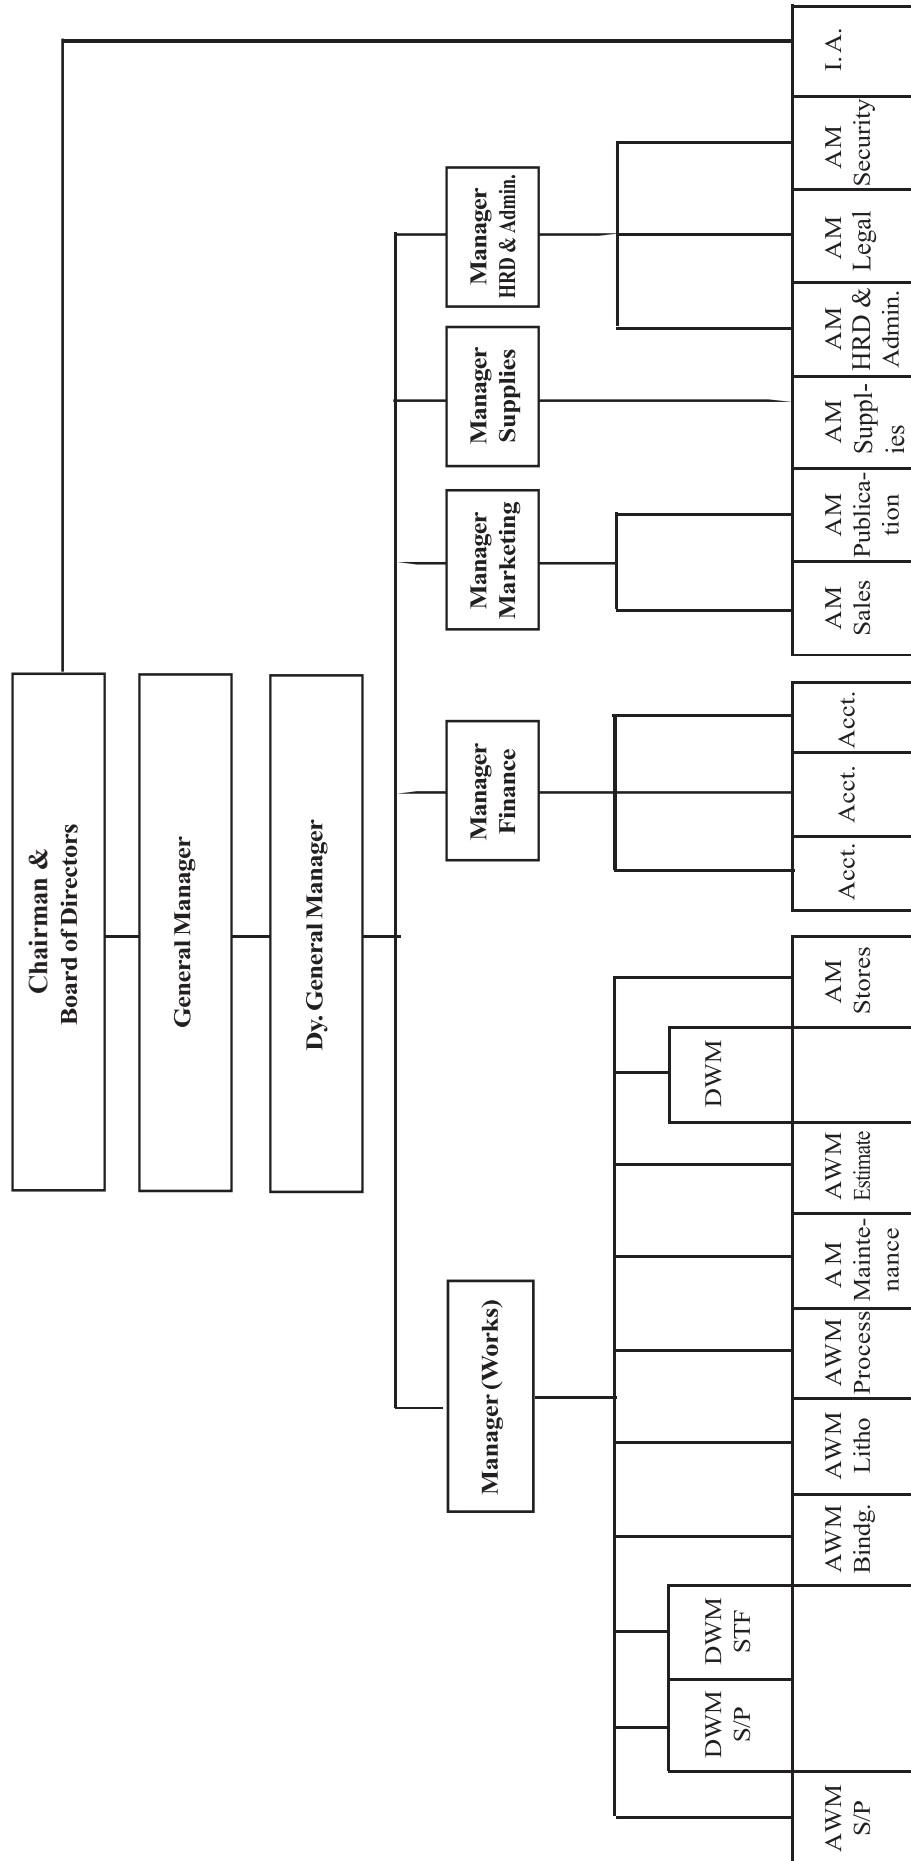 Chairman &
Board of Directors
General Manager
Dy. General Manager
Manager (Works)
Manager
Finance
Manager
Marketing
Manager
Supplies
Manager
HRD & Admin.
DWM
S/P
DWM
STF
DWM
AWM
S/P
AWM
Bindg.
AWM
Litho
AWM
Process
AM
Mainte-
nance
AWM
Estimate
AM
Stores
Acct.
Acct.
Acct.
AM
Sales
AM
Publica-
tion
AM
Suppl-
ies
AM
HRD &
Admin.
AM
Legal
AM
Security
I.A.